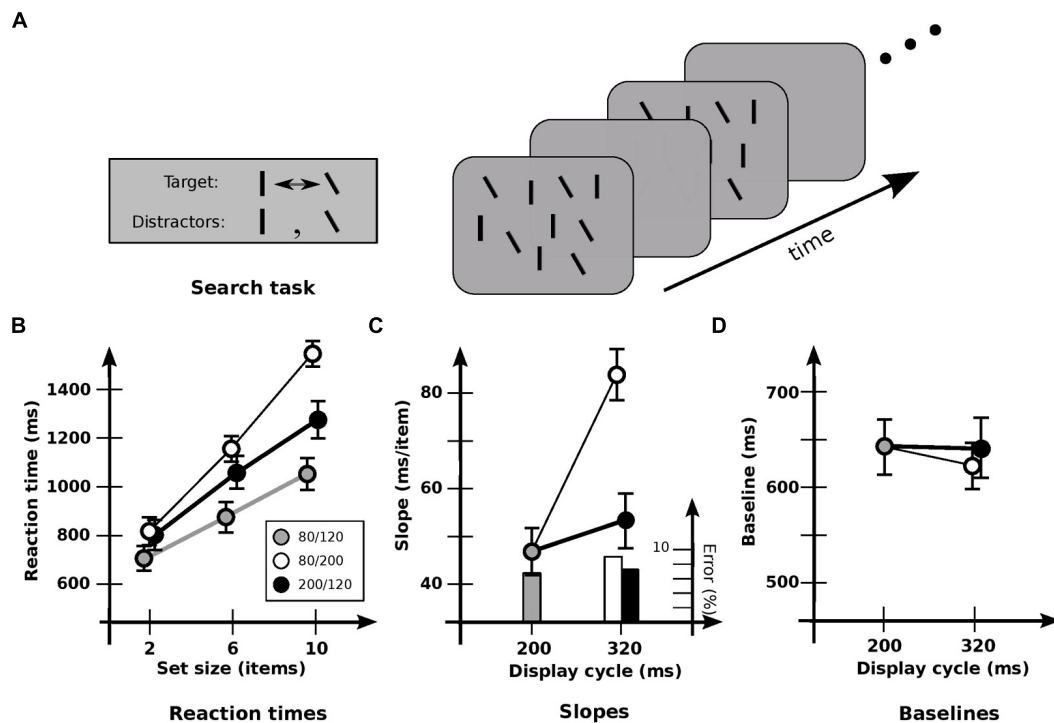 A
Target:
Distractors: ,
Search task
time
B
Reaction time (ms)
1400
1200
1000
800
600
80/120
80/200
200/120
2 6 10
Set size (items)
Reaction times
C
Slope (ms/item)
80
60
40
10
Error (%)
200 320
Display cycle (ms)
Slopes
D
Baseline (ms)
700
600
500
200 320
Display cycle (ms)
Baselines